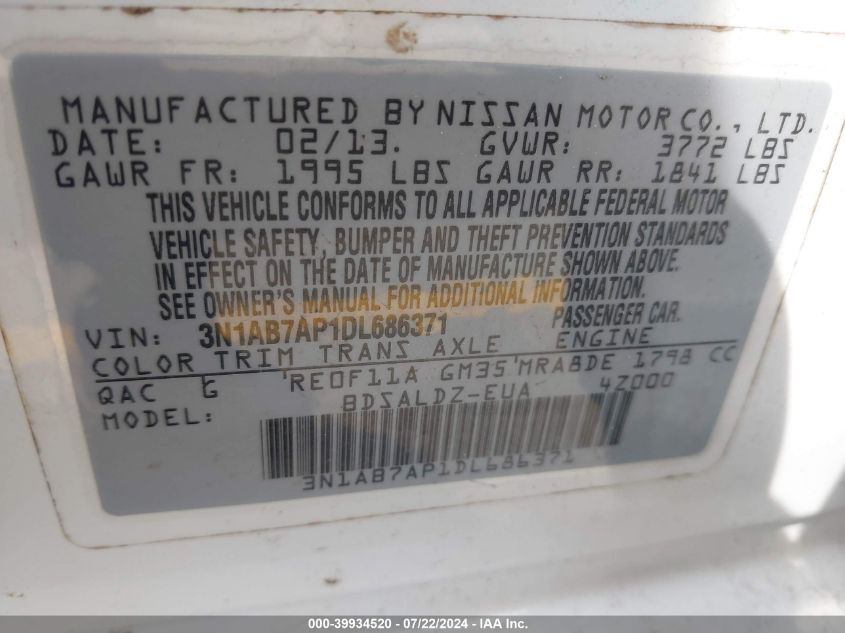 MANUFACTURED BY NISSAN MOTOR CO., LTD.
DATE: 02/13. GVWR: 3772 LBS
GAWR FR: 1995 LBS GAWR RR: 1841 LBS
THIS VEHICLE CONFORMS TO ALL APPLICABLE FEDERAL MOTOR
VEHICLE SAFETY, BUMPER AND THEFT PREVENTION STANDARDS
IN EFFECT ON THE DATE OF MANUFACTURE SHOWN ABOVE.
SEE OWNER'S MANUAL FOR ADDITIONAL INFORMATION.
VIN: 3N1AB7AP1DL686371 PASSENGER CAR.
COLOR TRIM TRANS AXLE ENGINE
QAC G RE0F11A GM35 MRA8DE 1798 CC
MODEL: BDSALDZ-EUA 4Z000
3N1AB7AP1DL686371
000-39934520 - 07/22/2024 - IAA Inc.